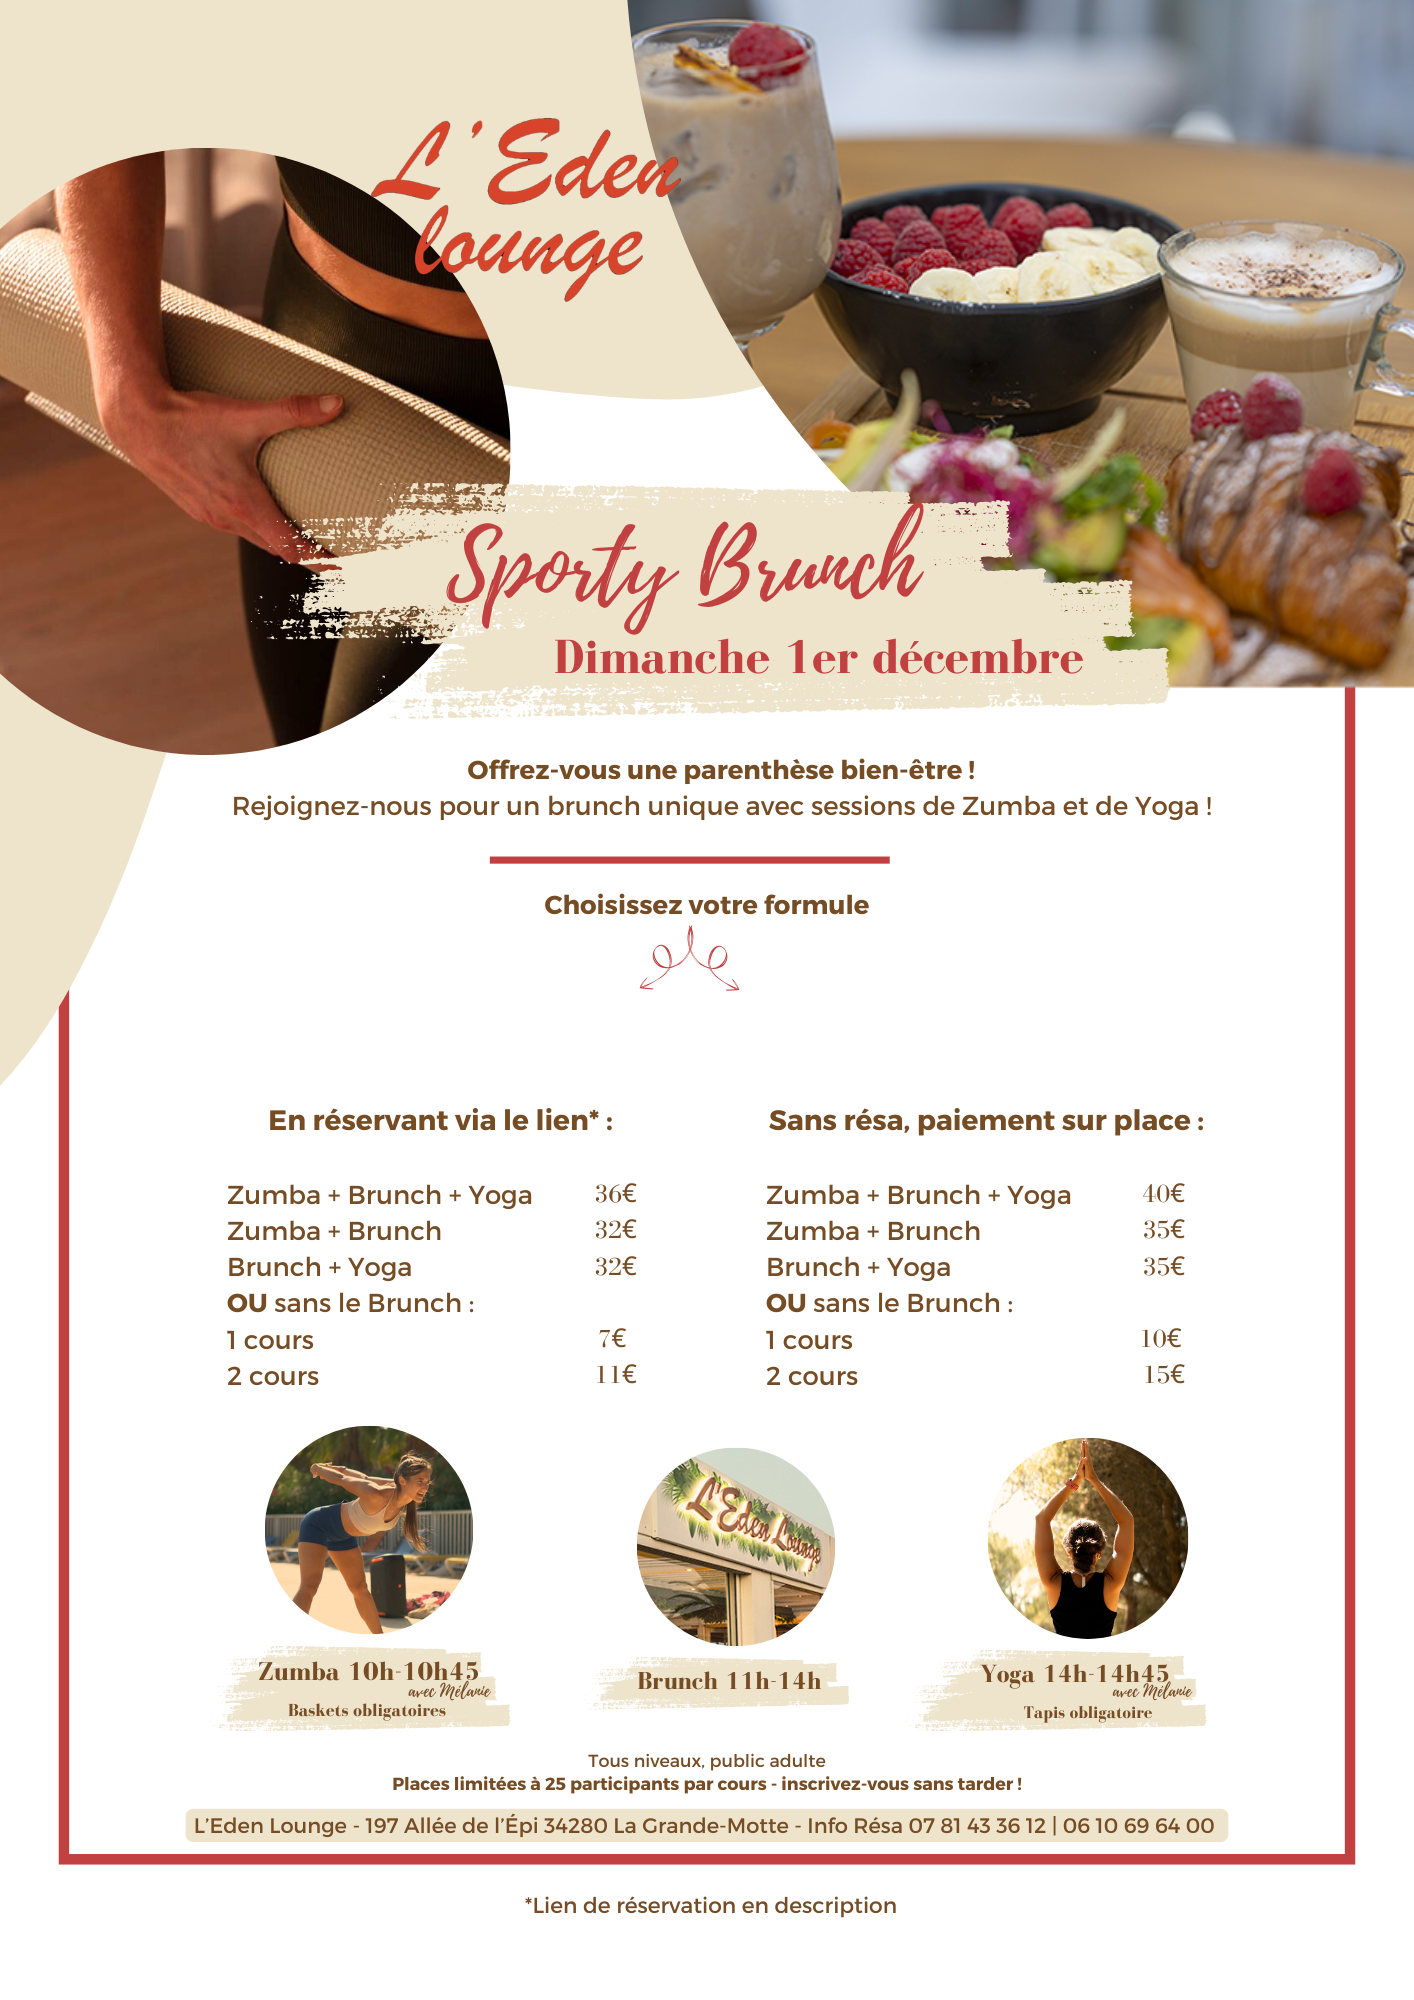 L'Eden
lounge
Sporty Brunch
Dimanche 1er décembre
Offrez-vous une parenthèse bien-être !
Rejoignez-nous pour un brunch unique avec sessions de Zumba et de Yoga !
Choisissez votre formule
En réservant via le lien* :
Zumba + Brunch + Yoga 36€
Zumba + Brunch 32€
Brunch + Yoga 32€
OU sans le Brunch :
1 cours 7€
2 cours 11€
Sans résa, paiement sur place :
Zumba + Brunch + Yoga 40€
Zumba + Brunch 35€
Brunch + Yoga 35€
OU sans le Brunch :
1 cours 10€
2 cours 15€
L'Eden Lounge
Zumba 10h-10h45
avec Mélanie
Baskets obligatoires
Brunch 11h-14h
Yoga 14h-14h45
avec Mélanie
Tapis obligatoire
Tous niveaux, public adulte
Places limitées à 25 participants par cours - inscrivez-vous sans tarder !
L'Eden Lounge - 197 Allée de l'Épi 34280 La Grande-Motte - Info Résa 07 81 43 36 12 | 06 10 69 64 00
*Lien de réservation en description